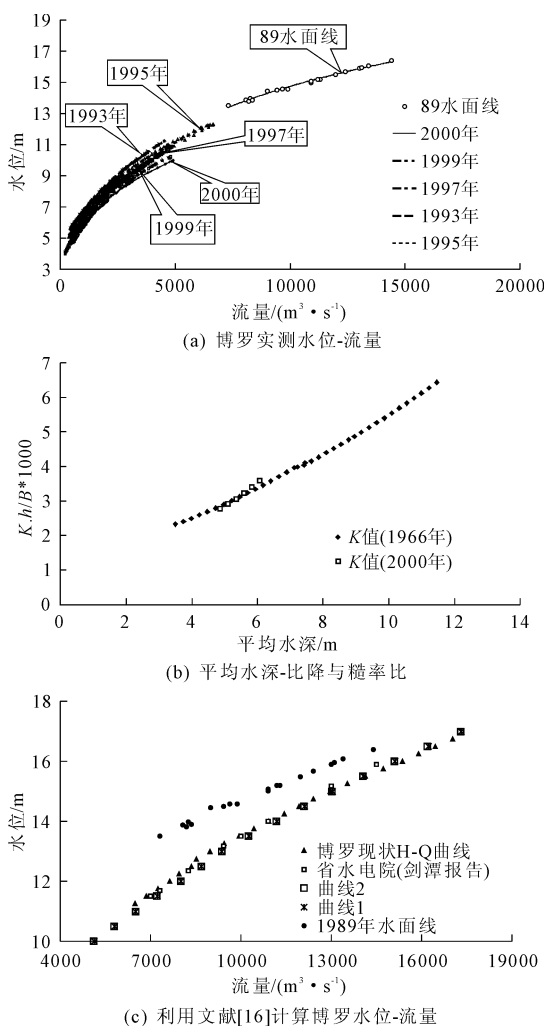 19
17
15
13
11
9
7
5
3
水位/m
89水面线
1995年
1993年
1997年
2000年
1999年
89水面线
2000年
1999年
1997年
1993年
1995年
0 5000 10000 15000 20000
流量/(m³·s⁻¹)
(a) 博罗实测水位-流量
7
6
5
4
3
2
1
0
K.h/B*1000
K值(1966年)
K值(2000年)
0 2 4 6 8 10 12 14
平均水深/m
(b) 平均水深-比降与糙率比
18
16
14
12
10
水位/m
博罗现状H-Q曲线
省水电院(剑潭报告)
曲线2
曲线1
1989年水面线
4000 7000 10000 13000 16000 19000
流量/(m³·s⁻¹)
(c) 利用文献[16]计算博罗水位-流量